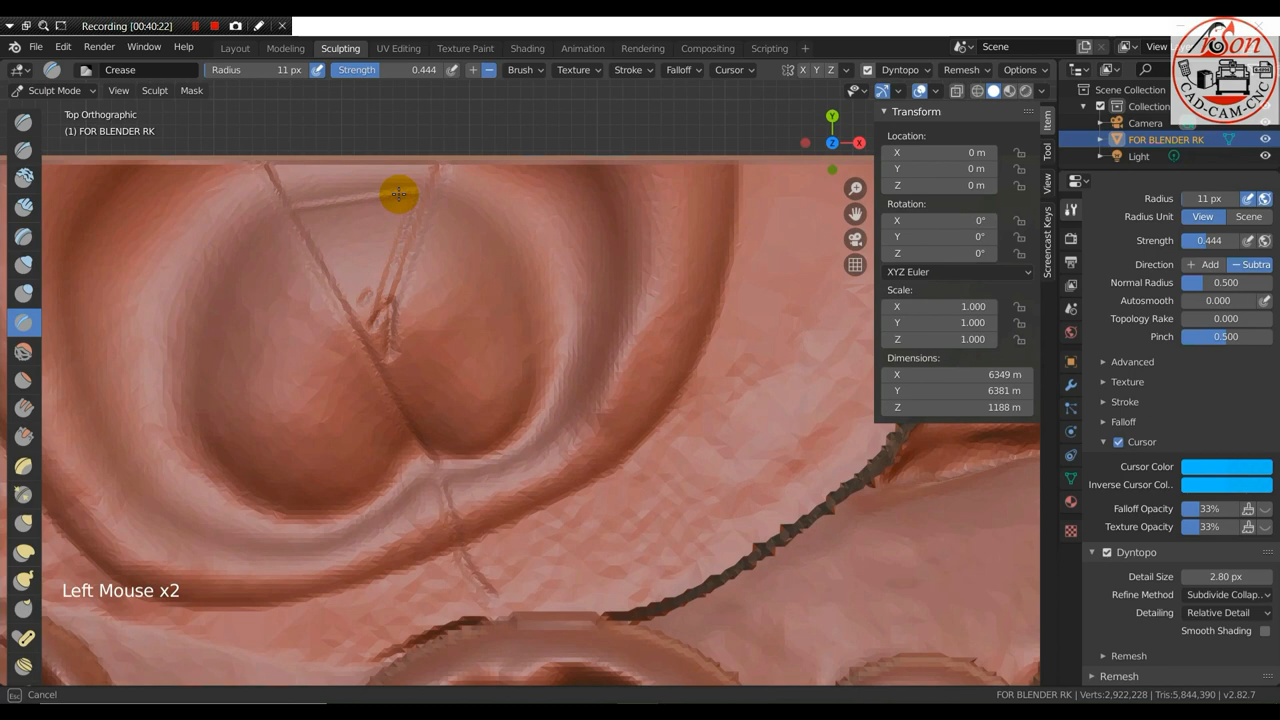 Recording [00:40:22]
File Edit Render Window Help Layout Modeling Sculpting UV Editing Texture Paint Shading Animation Rendering Compositing Scripting + Scene View
Crease Radius 11 px Strength 0.444 + − Brush Texture Stroke Falloff Cursor X Y Z Dyntopo Remesh Options
Sculpt Mode View Sculpt Mask
ArSon
CAD-CAM-CNC
Top Orthographic
(1) FOR BLENDER RK
Y
Z X
Transform
Location:
X 0 m
Y 0 m
Z 0 m
Rotation:
X 0°
Y 0°
Z 0°
XYZ Euler
Scale:
X 1.000
Y 1.000
Z 1.000
Dimensions:
X 6349 m
Y 6381 m
Z 1188 m
Item
Tool
View
Screencast Keys
Scene Collection
Collection
Camera
FOR BLENDER RK
Light
Radius 11 px
Radius Unit View Scene
Strength 0.444
Direction + Add − Subtra
Normal Radius 0.500
Autosmooth 0.000
Topology Rake 0.000
Pinch 0.500
Advanced
Texture
Stroke
Falloff
Cursor
Cursor Color
Inverse Cursor Col..
Falloff Opacity 33%
Texture Opacity 33%
Dyntopo
Detail Size 2.80 px
Refine Method Subdivide Collap..
Detailing Relative Detail
Smooth Shading
Remesh
Remesh
Left Mouse x2
Esc Cancel
FOR BLENDER RK | Verts:2,922,228 | Tris:5,844,390 | v2.82.7